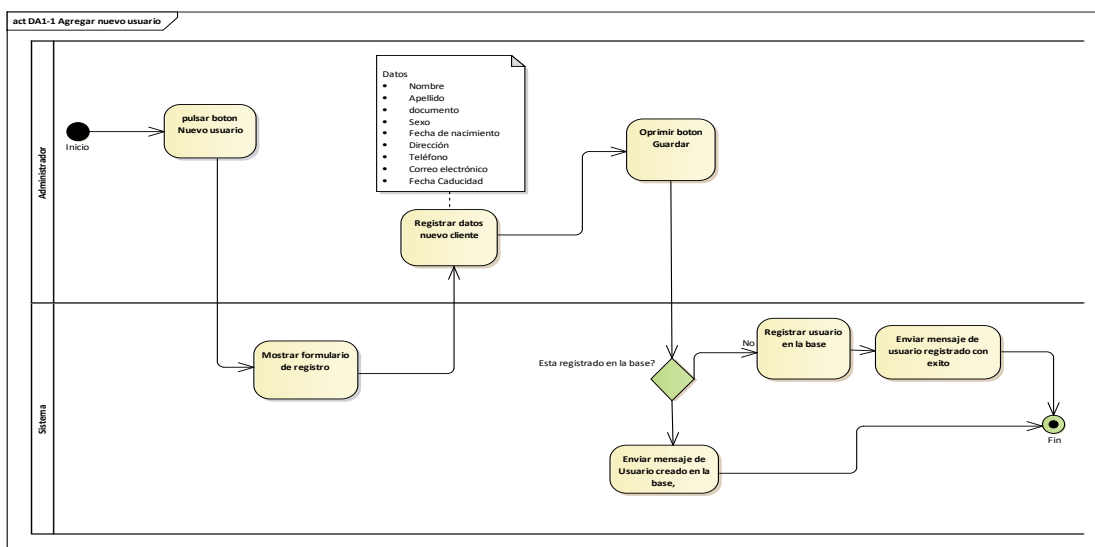 act DA1-1 Agregar nuevo usuario
Administrador
Inicio
pulsar boton
Nuevo usuario
Datos
• Nombre
• Apellido
• documento
• Sexo
• Fecha de nacimiento
• Dirección
• Teléfono
• Correo electrónico
• Fecha Caducidad
Registrar datos
nuevo cliente
Oprimir boton
Guardar
Sistema
Mostrar formulario
de registro
Esta registrado en la base?
No
Registrar usuario
en la base
Enviar mensaje de
usuario registrado con
exito
Enviar mensaje de
Usuario creado en la
base,
Fin